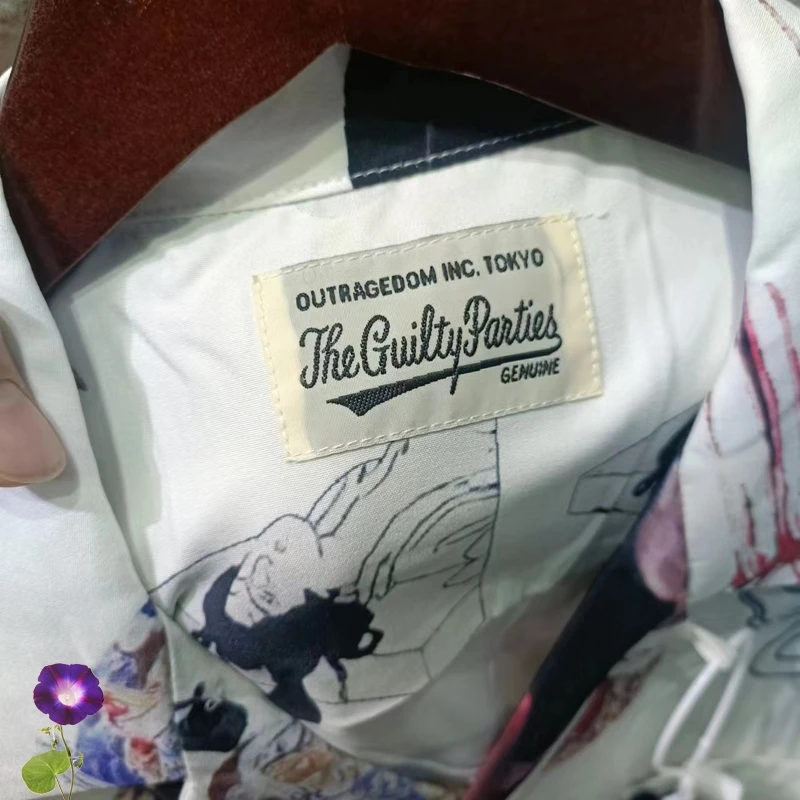 OUTRAGEDOM INC. TOKYO
The Guilty Parties
GENUINE